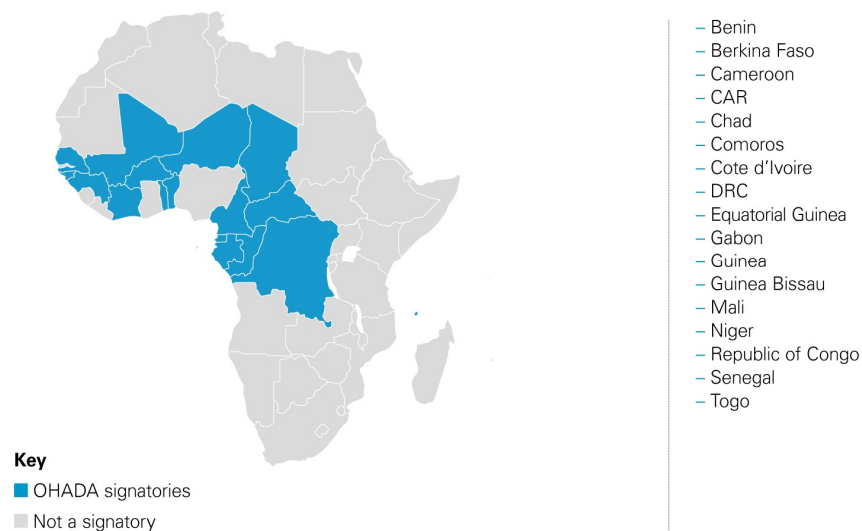 – Benin
– Berkina Faso
– Cameroon
– CAR
– Chad
– Comoros
– Cote d’Ivoire
– DRC
– Equatorial Guinea
– Gabon
– Guinea
– Guinea Bissau
– Mali
– Niger
– Republic of Congo
– Senegal
– Togo
Key
OHADA signatories
Not a signatory